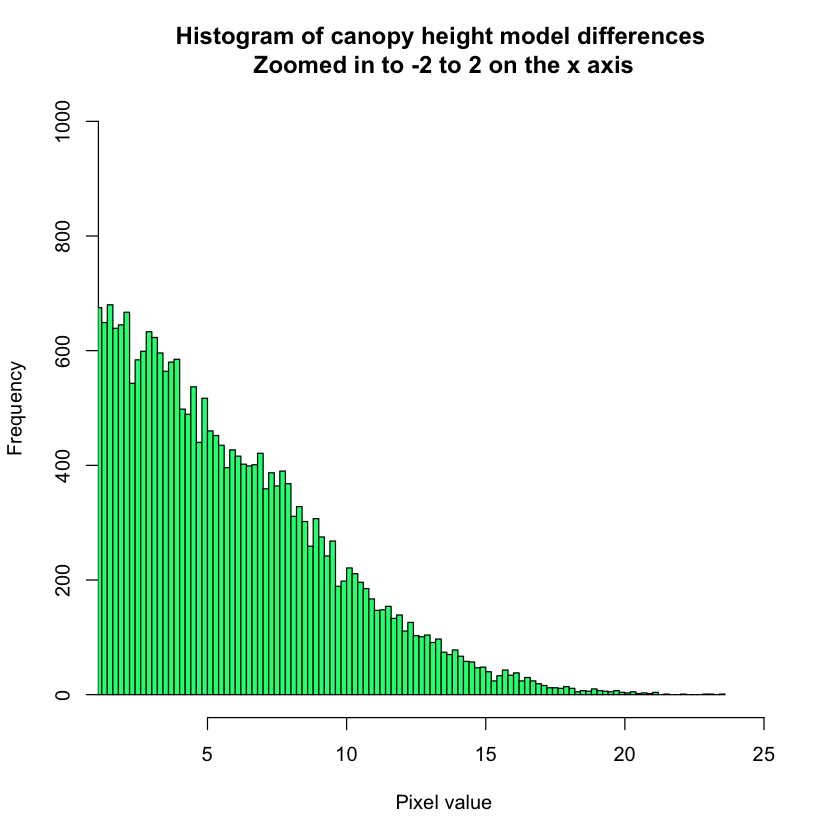 Histogram of canopy height model differences
Zoomed in to -2 to 2 on the x axis
1000
800
600
400
200
0
Frequency
5 10 15 20 25
Pixel value